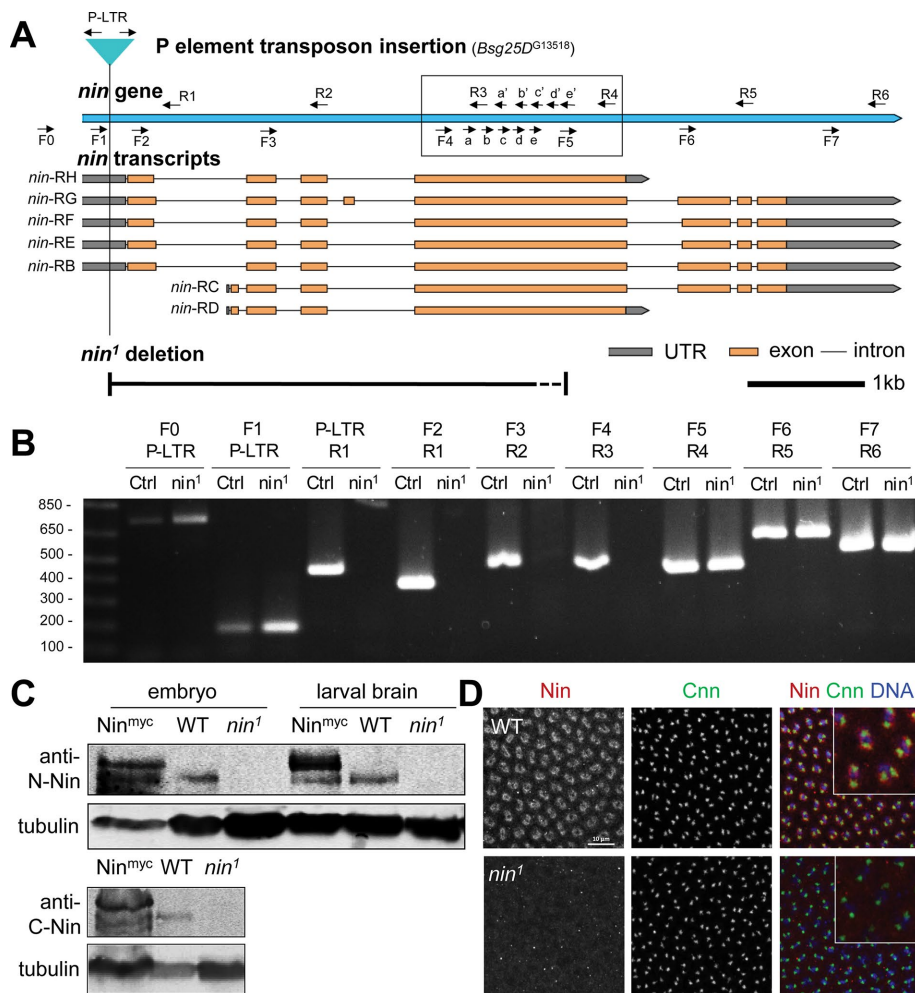 A
P-LTR
P element transposon insertion (Bsg25D^G13518)
nin gene
R1 R2 R3 a' b' c' d' e' R4 R5 R6
F0 F1 F2 F3 F4 a b c d e F5 F6 F7
nin transcripts
nin-RH
nin-RG
nin-RF
nin-RE
nin-RB
nin-RC
nin-RD
nin¹ deletion
UTR exon intron
1kb
B
F0 F1 P-LTR F2 F3 F4 F5 F6 F7
P-LTR P-LTR R1 R1 R2 R3 R4 R5 R6
Ctrl nin¹ Ctrl nin¹ Ctrl nin¹ Ctrl nin¹ Ctrl nin¹ Ctrl nin¹ Ctrl nin¹ Ctrl nin¹ Ctrl nin¹
850 -
650 -
500 -
400 -
300 -
200 -
100 -
C
embryo larval brain
Nin^myc WT nin¹ Nin^myc WT nin¹
anti-
N-Nin
tubulin
Nin^myc WT nin¹
anti-
C-Nin
tubulin
D
Nin Cnn Nin Cnn DNA
WT
10 µm
nin¹